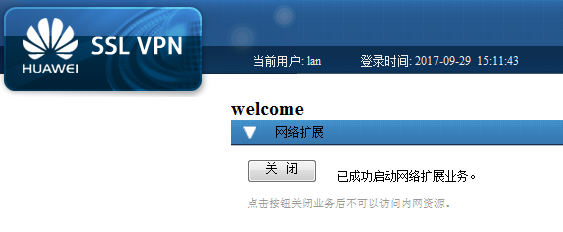 HUAWEI
SSL VPN
当前用户: lan 登录时间: 2017-09-29 15:11:43
welcome
网络扩展
关 闭 已成功启动网络扩展业务。
点击按钮关闭业务后不可以访问内网资源。